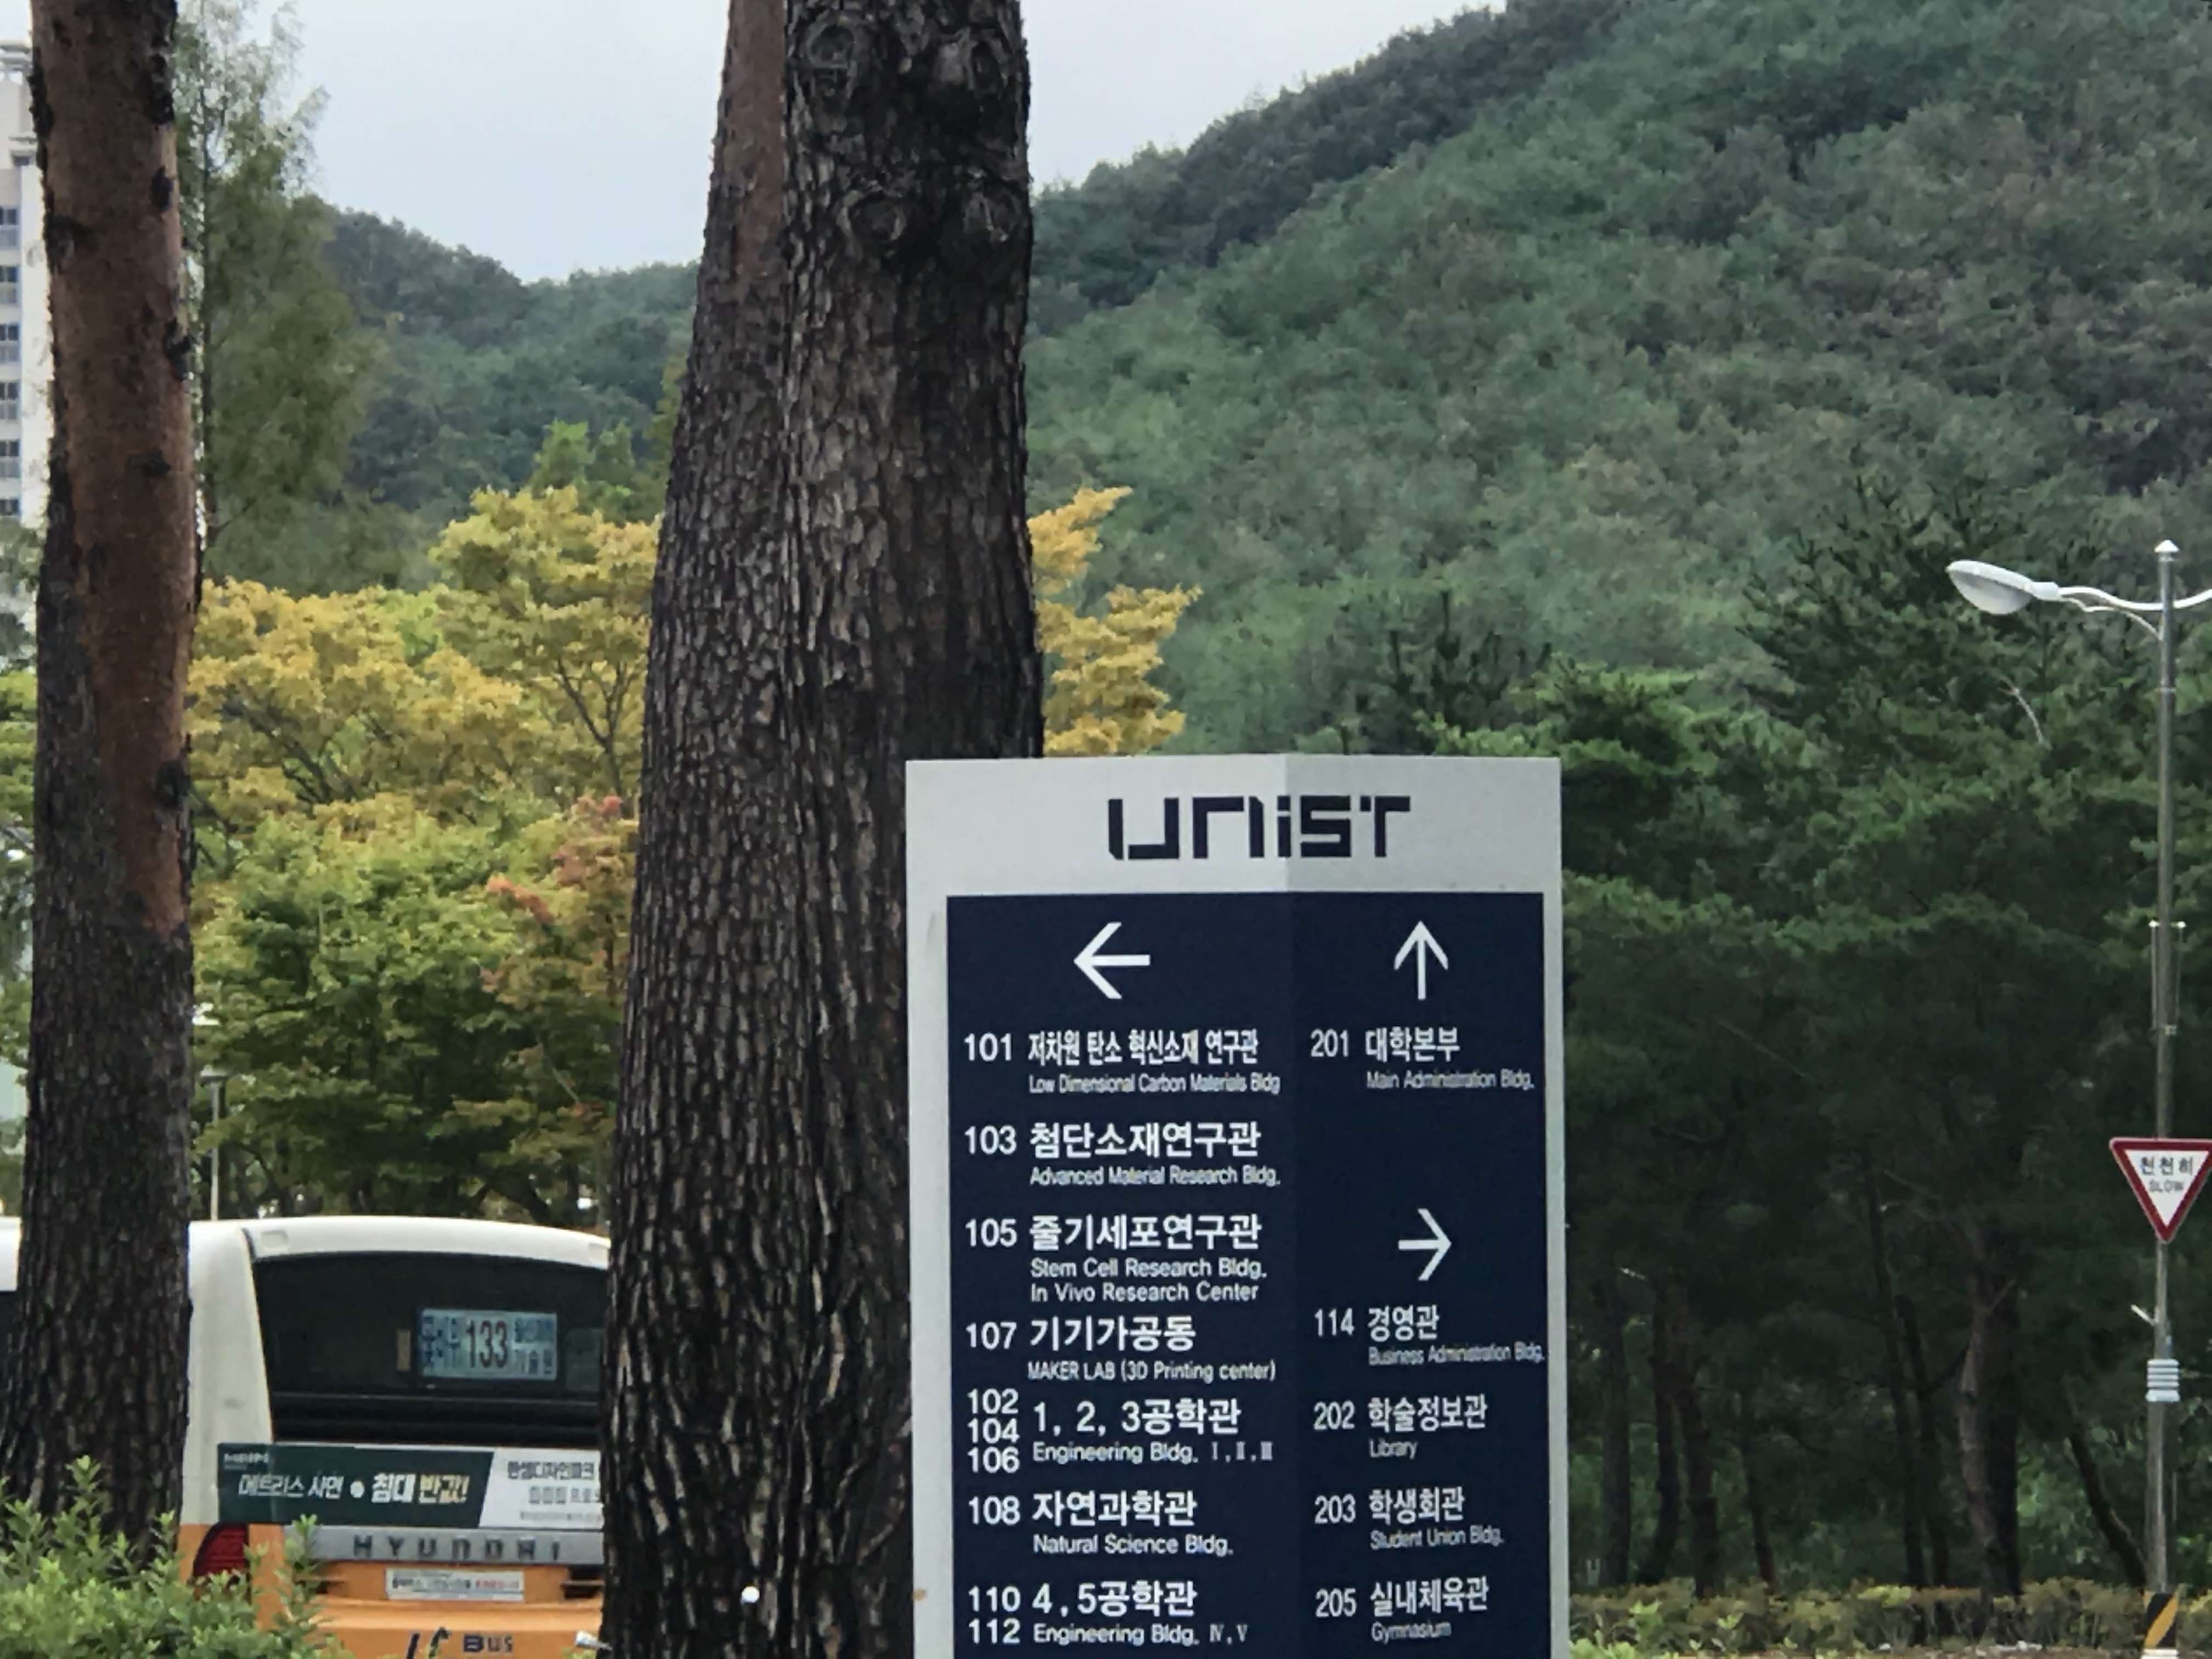 UNIST
←
101 저차원 탄소 혁신소재 연구관
Low Dimensional Carbon Materials Bldg
103 첨단소재연구관
Advanced Material Research Bldg.
105 줄기세포연구관
Stem Cell Research Bldg.
In Vivo Research Center
107 기기가공동
MAKER LAB (3D Printing center)
102
104
106
1, 2, 3공학관
Engineering Bldg. Ⅰ,Ⅱ,Ⅲ
108 자연과학관
Natural Science Bldg.
110
112
4,5공학관
Engineering Bldg. Ⅳ,Ⅴ
↑
201 대학본부
Main Administration Bldg.
→
114 경영관
Business Administration Bldg.
202 학술정보관
Library
203 학생회관
Student Union Bldg.
205 실내체육관
Gymnasium
천천히
SLOW
133
기술원
매트리스 사면 침대 반값!
HYUNDAI
Bus